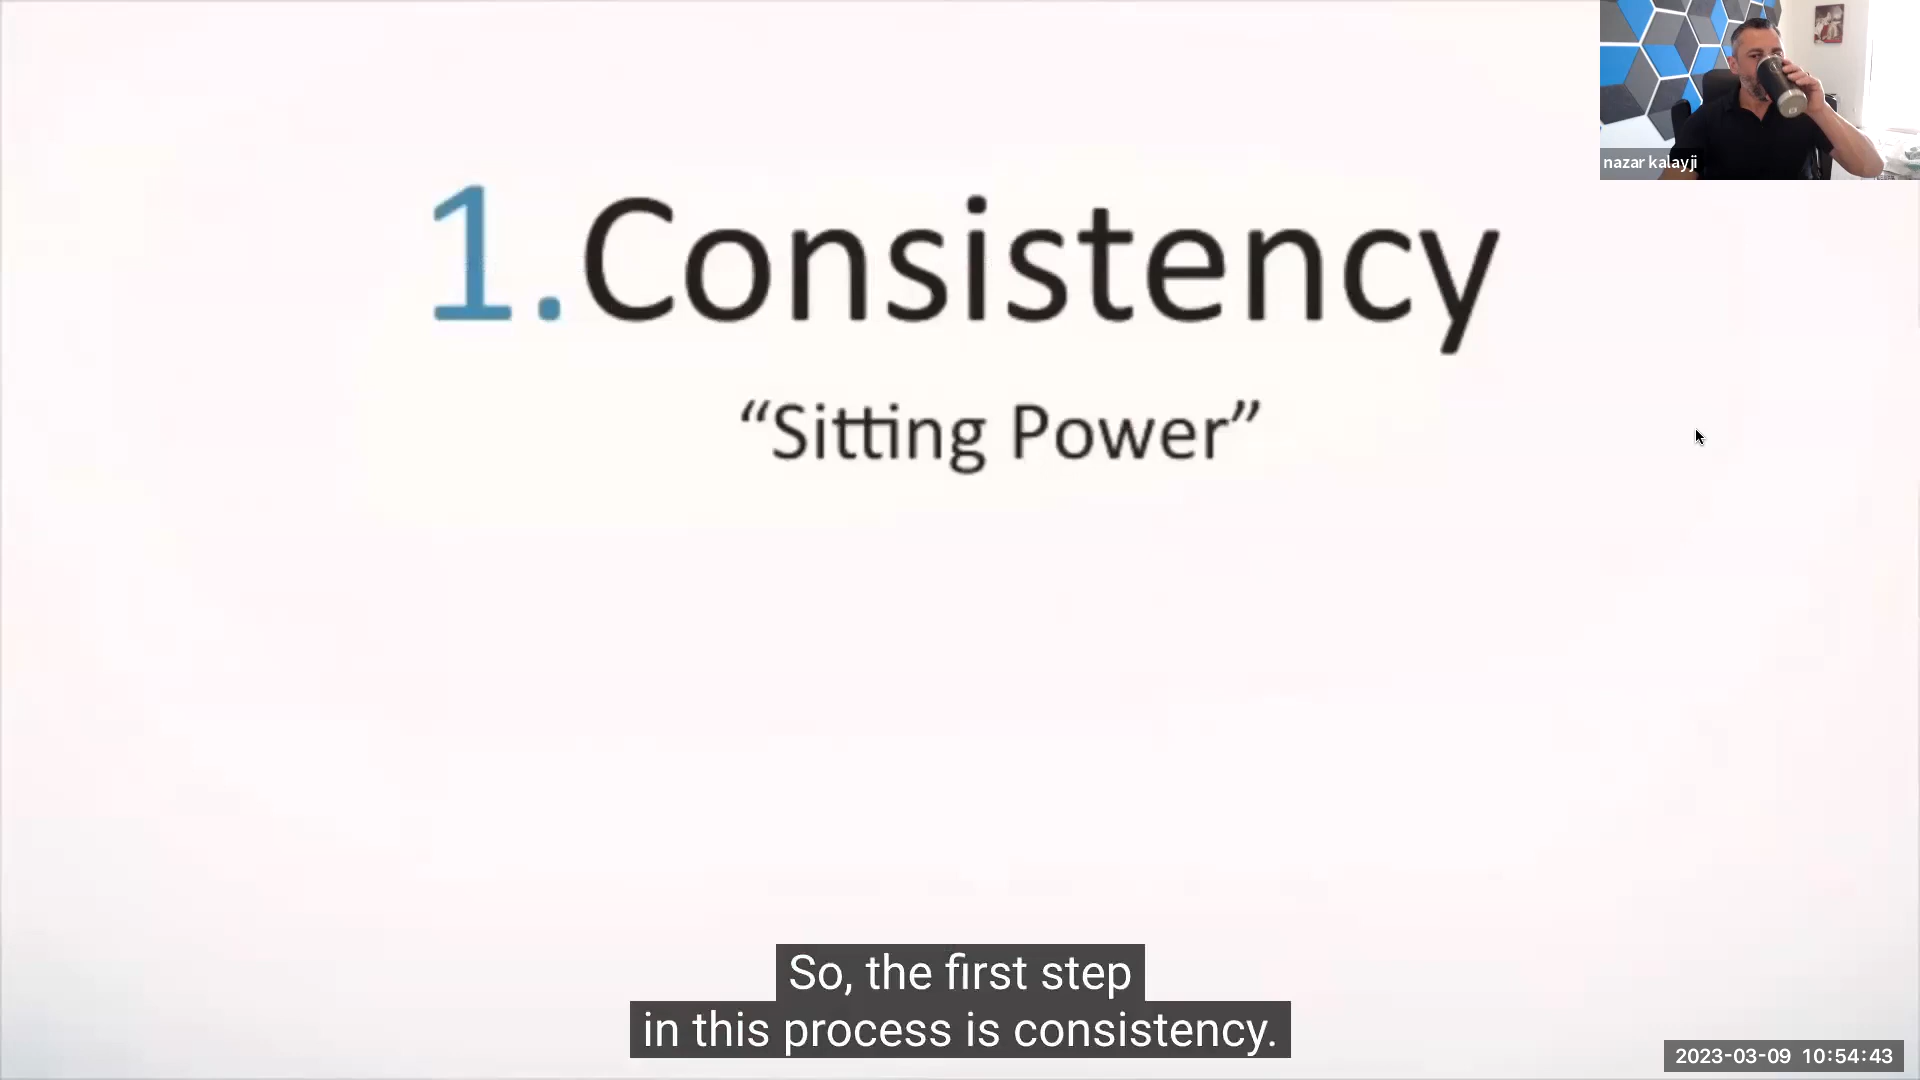 nazar kalayji
1.Consistency
“Sitting Power”
So, the first step
in this process is consistency.
2023-03-09 10:54:43